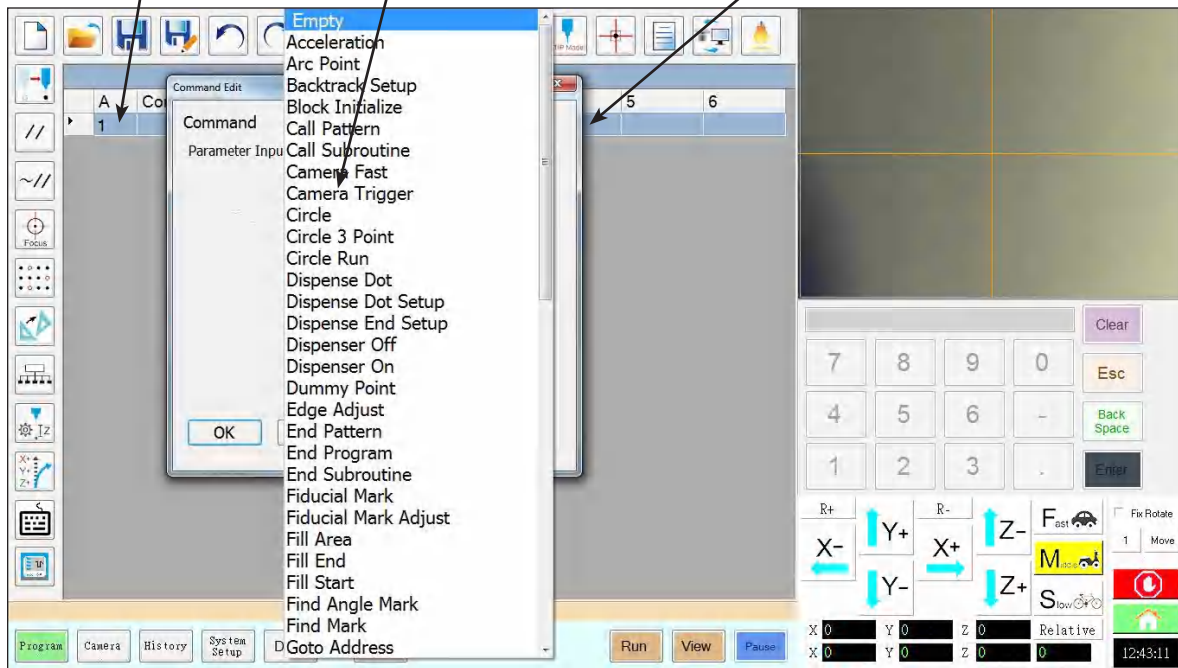 TIP Model
Command Edit
A
5
6
1
Command
Empty
Acceleration
Arc Point
Backtrack Setup
Block Initialize
Call Pattern
Call Subroutine
Camera Fast
Camera Trigger
Circle
Circle 3 Point
Circle Run
Dispense Dot
Dispense Dot Setup
Dispense End Setup
Dispenser Off
Dispenser On
Dummy Point
Edge Adjust
End Pattern
End Program
End Subroutine
Fiducial Mark
Fiducial Mark Adjust
Fill Area
Fill End
Fill Start
Find Angle Mark
Find Mark
Goto Address
Parameter
OK
//
~//
Focus
Tz
X+
Y+
Z+
Clear
7 8 9 0 Esc
4 5 6 - Back Space
1 2 3 . Enter
R+ R- Fast Fix Rotate
X- Y+ X+ Z- 1 Move
Y- Z+ Middle
Slow
X 0 Y 0 Z 0 Relative
X 0 Y 0 Z 0 0 12:43:11
Program Camera History System Setup D Run View Pause